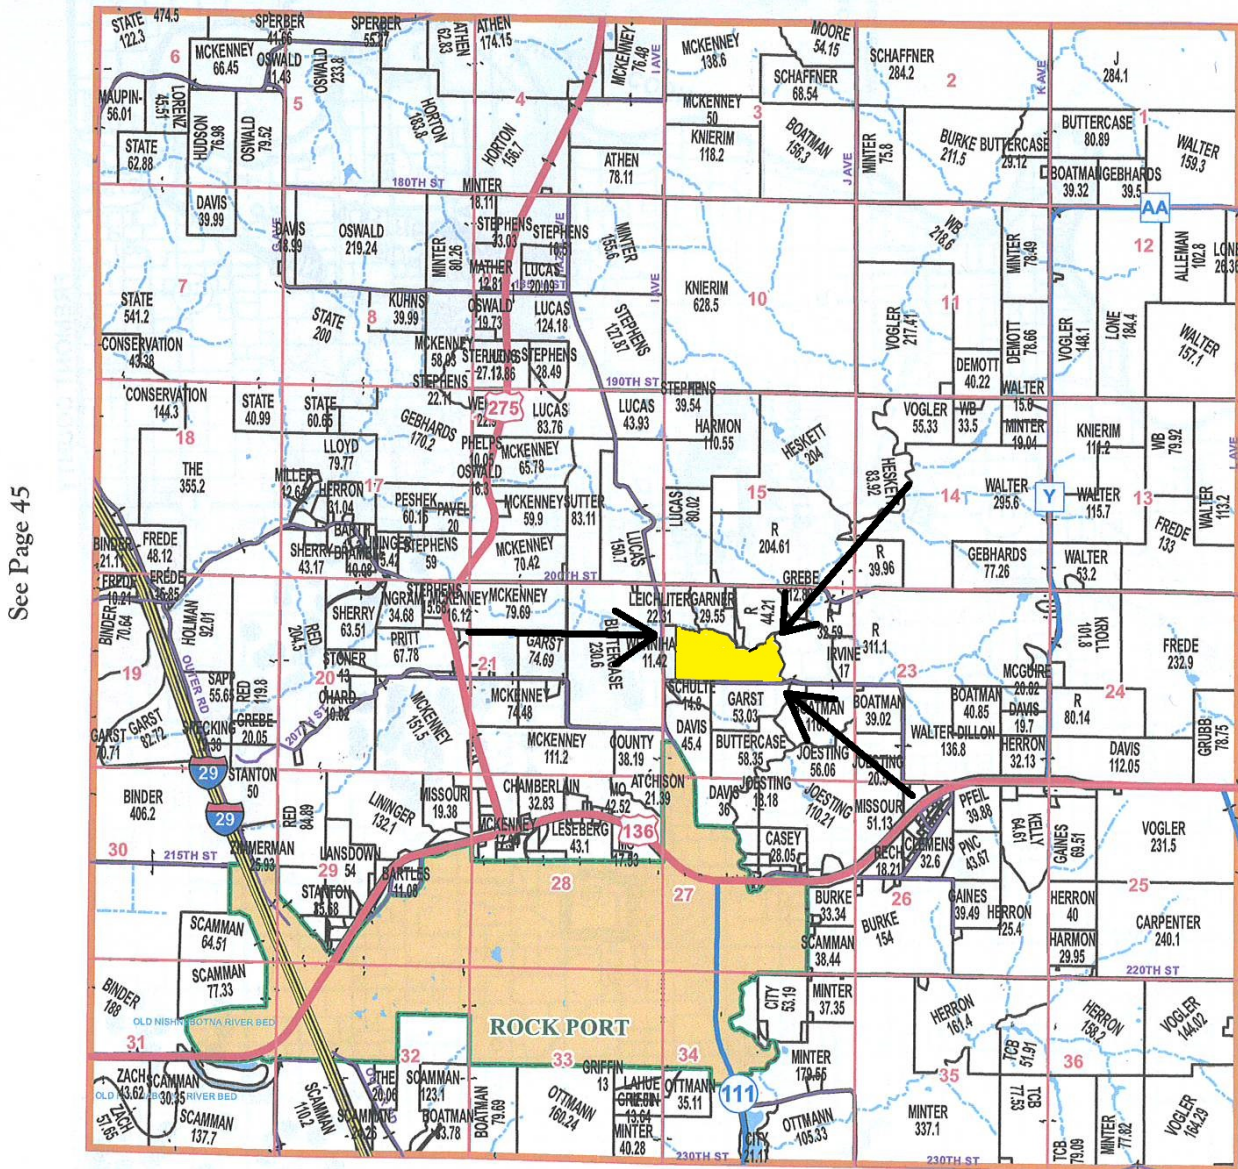 See Page 45
STATE
122.3
474.5
SPERBER
41.66
SPERBER
ATHEN
62.83
ATHEN
174.15
MCKENNEY
76.48
I AVE
MCKENNEY
138.6
MOORE
54.15
SCHAFFNER
284.2
2
K AVE
J
284.1
6
MCKENNEY
66.45
OSWALD
11.43
OSWALD
233.8
SCHAFFNER
68.54
MAUPIN-
56.01
LORENZ
45.51
5
HORTON
183.8
4
HORTON
156.7
MCKENNEY
50
3
BOATMAN
156.3
BUTTERCASE
80.89
1
HUDSON
76.98
OSWALD
79.52
KNIERIM
118.2
MINTER
75.8
BURKE
211.5
BUTTERCASE
29.12
WALTER
159.3
STATE
62.88
ATHEN
78.11
J AVE
BOATMAN
39.32
GEBHARDS
39.5
180TH ST
MINTER
18.11
DAVIS
39.99
AA
DAVIS
18.99
OSWALD
219.24
MINTER
80.26
STEPHENS
33.03
STEPHENS
MINTER
155.6
WB
218.6
MINTER
78.49
12
ALLEMAN
102.8
LONE
26.36
MATHER
12.81
LUCAS
20.09
I AVE
7
KNIERIM
628.5
10
11
STATE
541.2
8
KUHNS
39.99
OSWALD
19.73
LUCAS
124.18
STATE
200
STEPHENS
127.87
VOGLER
217.41
DEMOTT
78.66
VOGLER
148.1
LONE
184.4
WALTER
157.1
CONSERVATION
43.38
MCKENNEY
STEPHENS
28.49
DEMOTT
40.22
STEPHENS
22.11
190TH ST
STEPHENS
39.54
WALTER
15.6
CONSERVATION
144.3
STATE
40.99
STATE
60.65
GEBHARDS
170.2
275
LUCAS
83.76
LUCAS
43.93
HARMON
110.55
HESKETT
204
VOGLER
55.33
WB
33.5
MINTER
19.04
KNIERIM
111.2
WB
79.92
L AVE
18
LLOYD
79.77
PHELPS
10.05
MCKENNEY
65.78
THE
355.2
MILLER
12.64
17
OSWALD
15
14
WALTER
295.6
Y
WALTER
115.7
13
WALTER
113.2
HERRON
31.04
PESHEK
60.15
PAVEL
20
MCKENNEY
59.9
SUTTER
83.11
LUCAS
80.02
HESKETT
83.92
R
204.61
FREDE
133
BINDER
FREDE
48.12
SHERRY
43.17
STEPHENS
59
MCKENNEY
70.42
LUCAS
150.7
R
39.96
GEBHARDS
77.26
WALTER
53.2
200TH ST
FREDE
10.21
FREDE
GREBE
BINDER
70.64
HOLMAN
92.01
SHERRY
63.51
INGRAM
34.68
MCKENNEY
16.12
MCKENNEY
79.69
LEICHLITER
22.31
GARNER
29.55
R
44.21
R
R
311.1
KROLL
101.8
FREDE
232.9
RED
204.5
PRITT
67.78
GARST
74.69
BUTTERCASE
230.6
11.42
IRVINE
17
23
19
20
STONER
13
21
SAPP
55.65
RED
119.8
MCGUIRE
20.02
24
OUTER RD
OHARD
10.02
MCKENNEY
151.5
MCKENNEY
74.48
SCHULTE
14.6
GARST
53.03
BOATMAN
BOATMAN
39.02
BOATMAN
40.85
R
80.14
GARST
82.72
GREBE
20.05
207TH ST
DAVIS
45.4
DAVIS
19.7
GRUBB
78.75
GARST
70.71
MCKENNEY
111.2
COUNTY
38.19
BUTTERCASE
58.35
JOESTING
56.06
WALTER-DILLON
136.8
HERRON
32.13
DAVIS
112.05
29
STANTON
50
ATCHISON
21.39
JOESTING
BINDER
406.2
29
RED
84.89
LININGER
132.1
MISSOURI
19.38
CHAMBERLAIN
32.83
MO
42.52
DAVIS
36
JOESTING
18.18
JOESTING
110.21
MISSOURI
51.13
PFEIL
39.88
KELLY
64.61
GAINES
69.51
VOGLER
231.5
MCKENNEY
LESEBERG
43.1
136
ZIMMERMAN
25.93
CASEY
28.05
BECH
18.21
CLEMENS
32.6
PNC
43.67
30
215TH ST
LANSDOWN
54
29
BARTLES
11.09
28
27
26
25
STANTON
BURKE
33.34
BURKE
154
GAINES
39.49
HERRON
125.4
HERRON
40
CARPENTER
240.1
SCAMMAN
64.51
SCAMMAN
38.44
HARMON
29.95
220TH ST
SCAMMAN
77.33
BINDER
188
CITY
53.19
MINTER
37.35
HERRON
161.4
HERRON
158.2
VOGLER
144.02
OLD NISHNABOTNA RIVER BED
ROCK PORT
31
32
33
34
35
TCB
51.91
36
ZACH
13.62
SCAMMAN
THE
20.06
SCAMMAN-
123.1
GRIFFIN
13
MINTER
179.55
OTTMANN
35.11
111
ZACH
57.65
SCAMMAN
137.7
SCAMMAN
110.2
BOATMAN
BOATMAN
79.69
OTTMANN
160.24
LAHUE
GRIFFIN
13.64
MINTER
40.28
OTTMANN
105.33
MINTER
337.1
TCB
77.53
TCB
79.09
MINTER
77.82
VOGLER
164.29
CITY
21.17
230TH ST
230TH ST